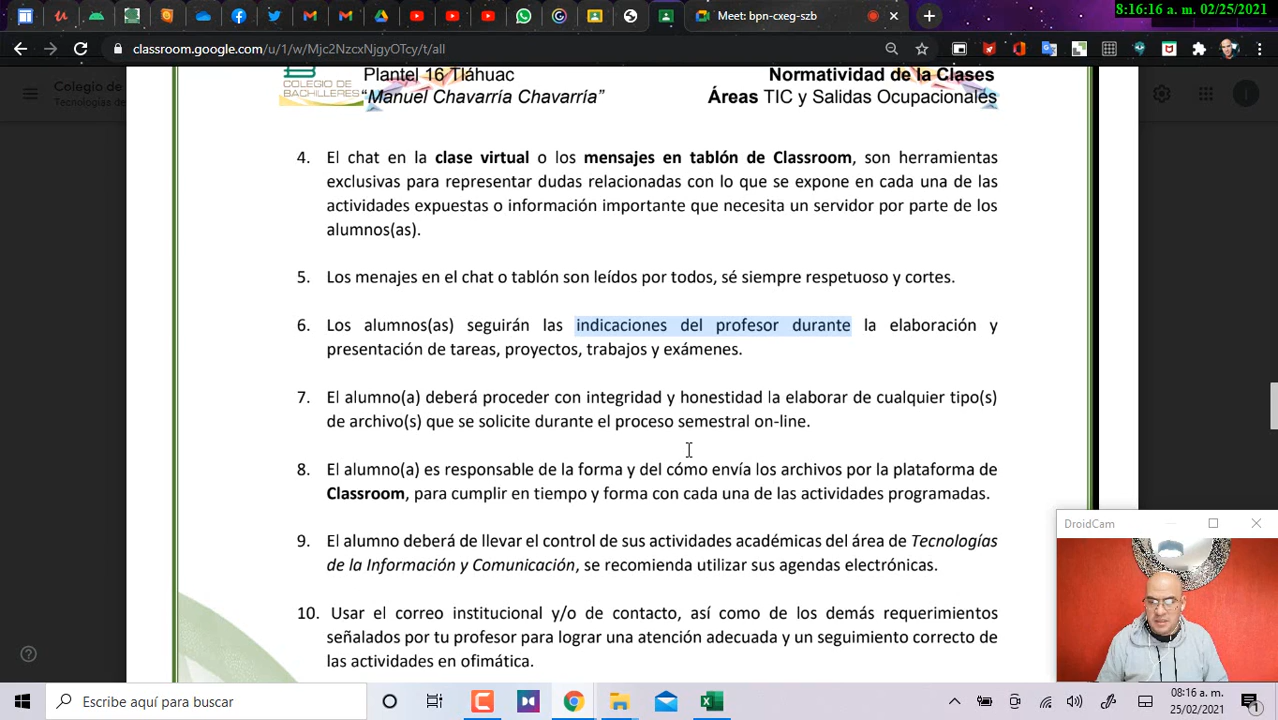 8:16:16 a. m. 02/25/2021
Meet: bpn-cxeg-szb
classroom.google.com/u/1/w/Mjc2NzcxNjgyOTcy/t/all
Colegio de
Tecnologías de
COLEGIO DE
BACHILLERES
Plantel 16 Tláhuac
"Manuel Chavarría Chavarría"
Normatividad de la Clases
Áreas TIC y Salidas Ocupacionales
4. El chat en la clase virtual o los mensajes en tablón de Classroom, son herramientas
exclusivas para representar dudas relacionadas con lo que se expone en cada una de las
actividades expuestas o información importante que necesita un servidor por parte de los
alumnos(as).
5. Los menajes en el chat o tablón son leídos por todos, sé siempre respetuoso y cortes.
6. Los alumnos(as) seguirán las indicaciones del profesor durante la elaboración y
presentación de tareas, proyectos, trabajos y exámenes.
7. El alumno(a) deberá proceder con integridad y honestidad la elaborar de cualquier tipo(s)
de archivo(s) que se solicite durante el proceso semestral on-line.
8. El alumno(a) es responsable de la forma y del cómo envía los archivos por la plataforma de
Classroom, para cumplir en tiempo y forma con cada una de las actividades programadas.
9. El alumno deberá de llevar el control de sus actividades académicas del área de Tecnologías
de la Información y Comunicación, se recomienda utilizar sus agendas electrónicas.
10. Usar el correo institucional y/o de contacto, así como de los demás requerimientos
señalados por tu profesor para lograr una atención adecuada y un seguimiento correcto de
las actividades en ofimática.
DroidCam
Escribe aquí para buscar
08:16 a. m.
25/02/2021